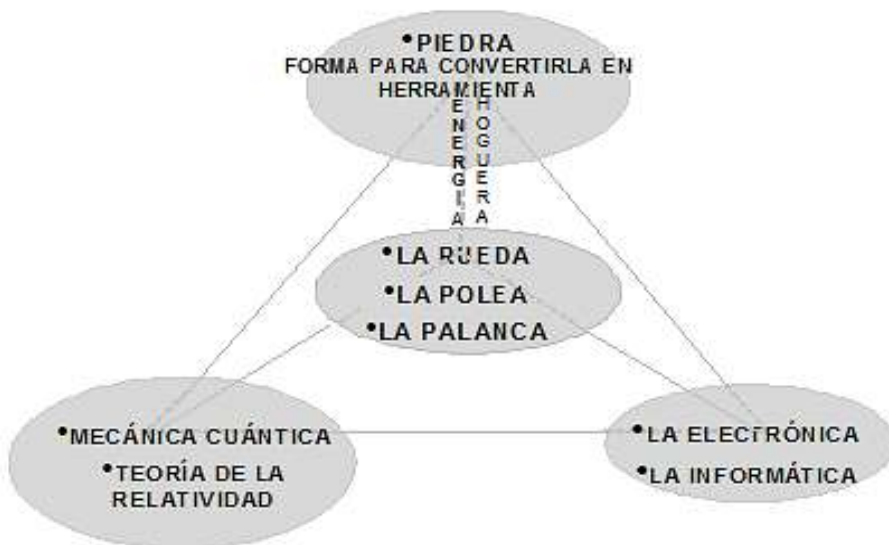 •PIEDRA
FORMA PARA CONVERTIRLA EN
HERRAMIENTA
ENERGIA
HOGUERA
•LA RUEDA
•LA POLEA
•LA PALANCA
•MECÁNICA CUÁNTICA
•TEORÍA DE LA
RELATIVIDAD
•LA ELECTRÓNICA
•LA INFORMÁTICA